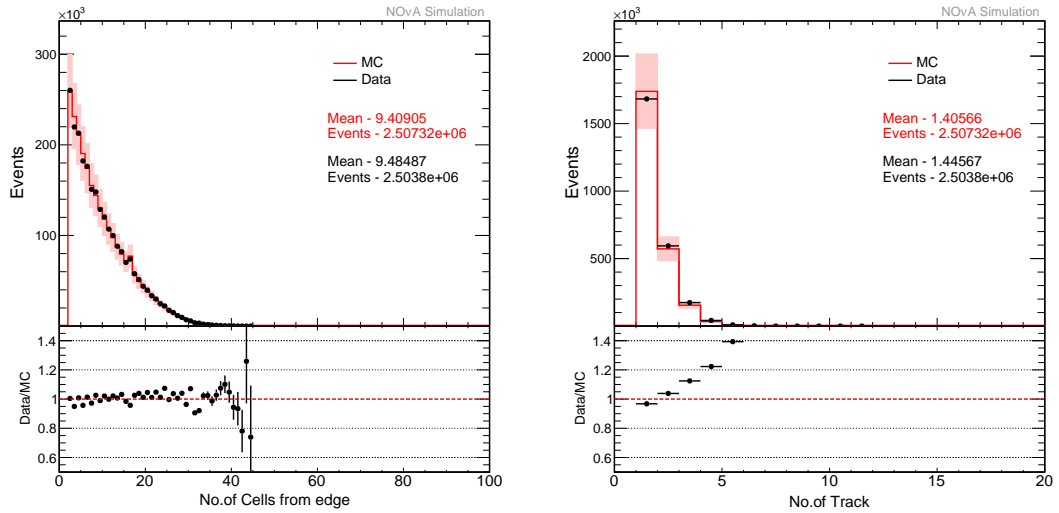 NOνA Simulation
×10³
300
200
100
Events
MC
Data
Mean - 9.40905
Events - 2.50732e+06
Mean - 9.48487
Events - 2.5038e+06
1.4
1.2
1
0.8
0.6
Data/MC
0
20
40
60
80
100
No.of Cells from edge
NOνA Simulation
×10³
2000
1500
1000
500
Events
MC
Data
Mean - 1.40566
Events - 2.50732e+06
Mean - 1.44567
Events - 2.5038e+06
1.4
1.2
1
0.8
0.6
Data/MC
0
5
10
15
20
No.of Track